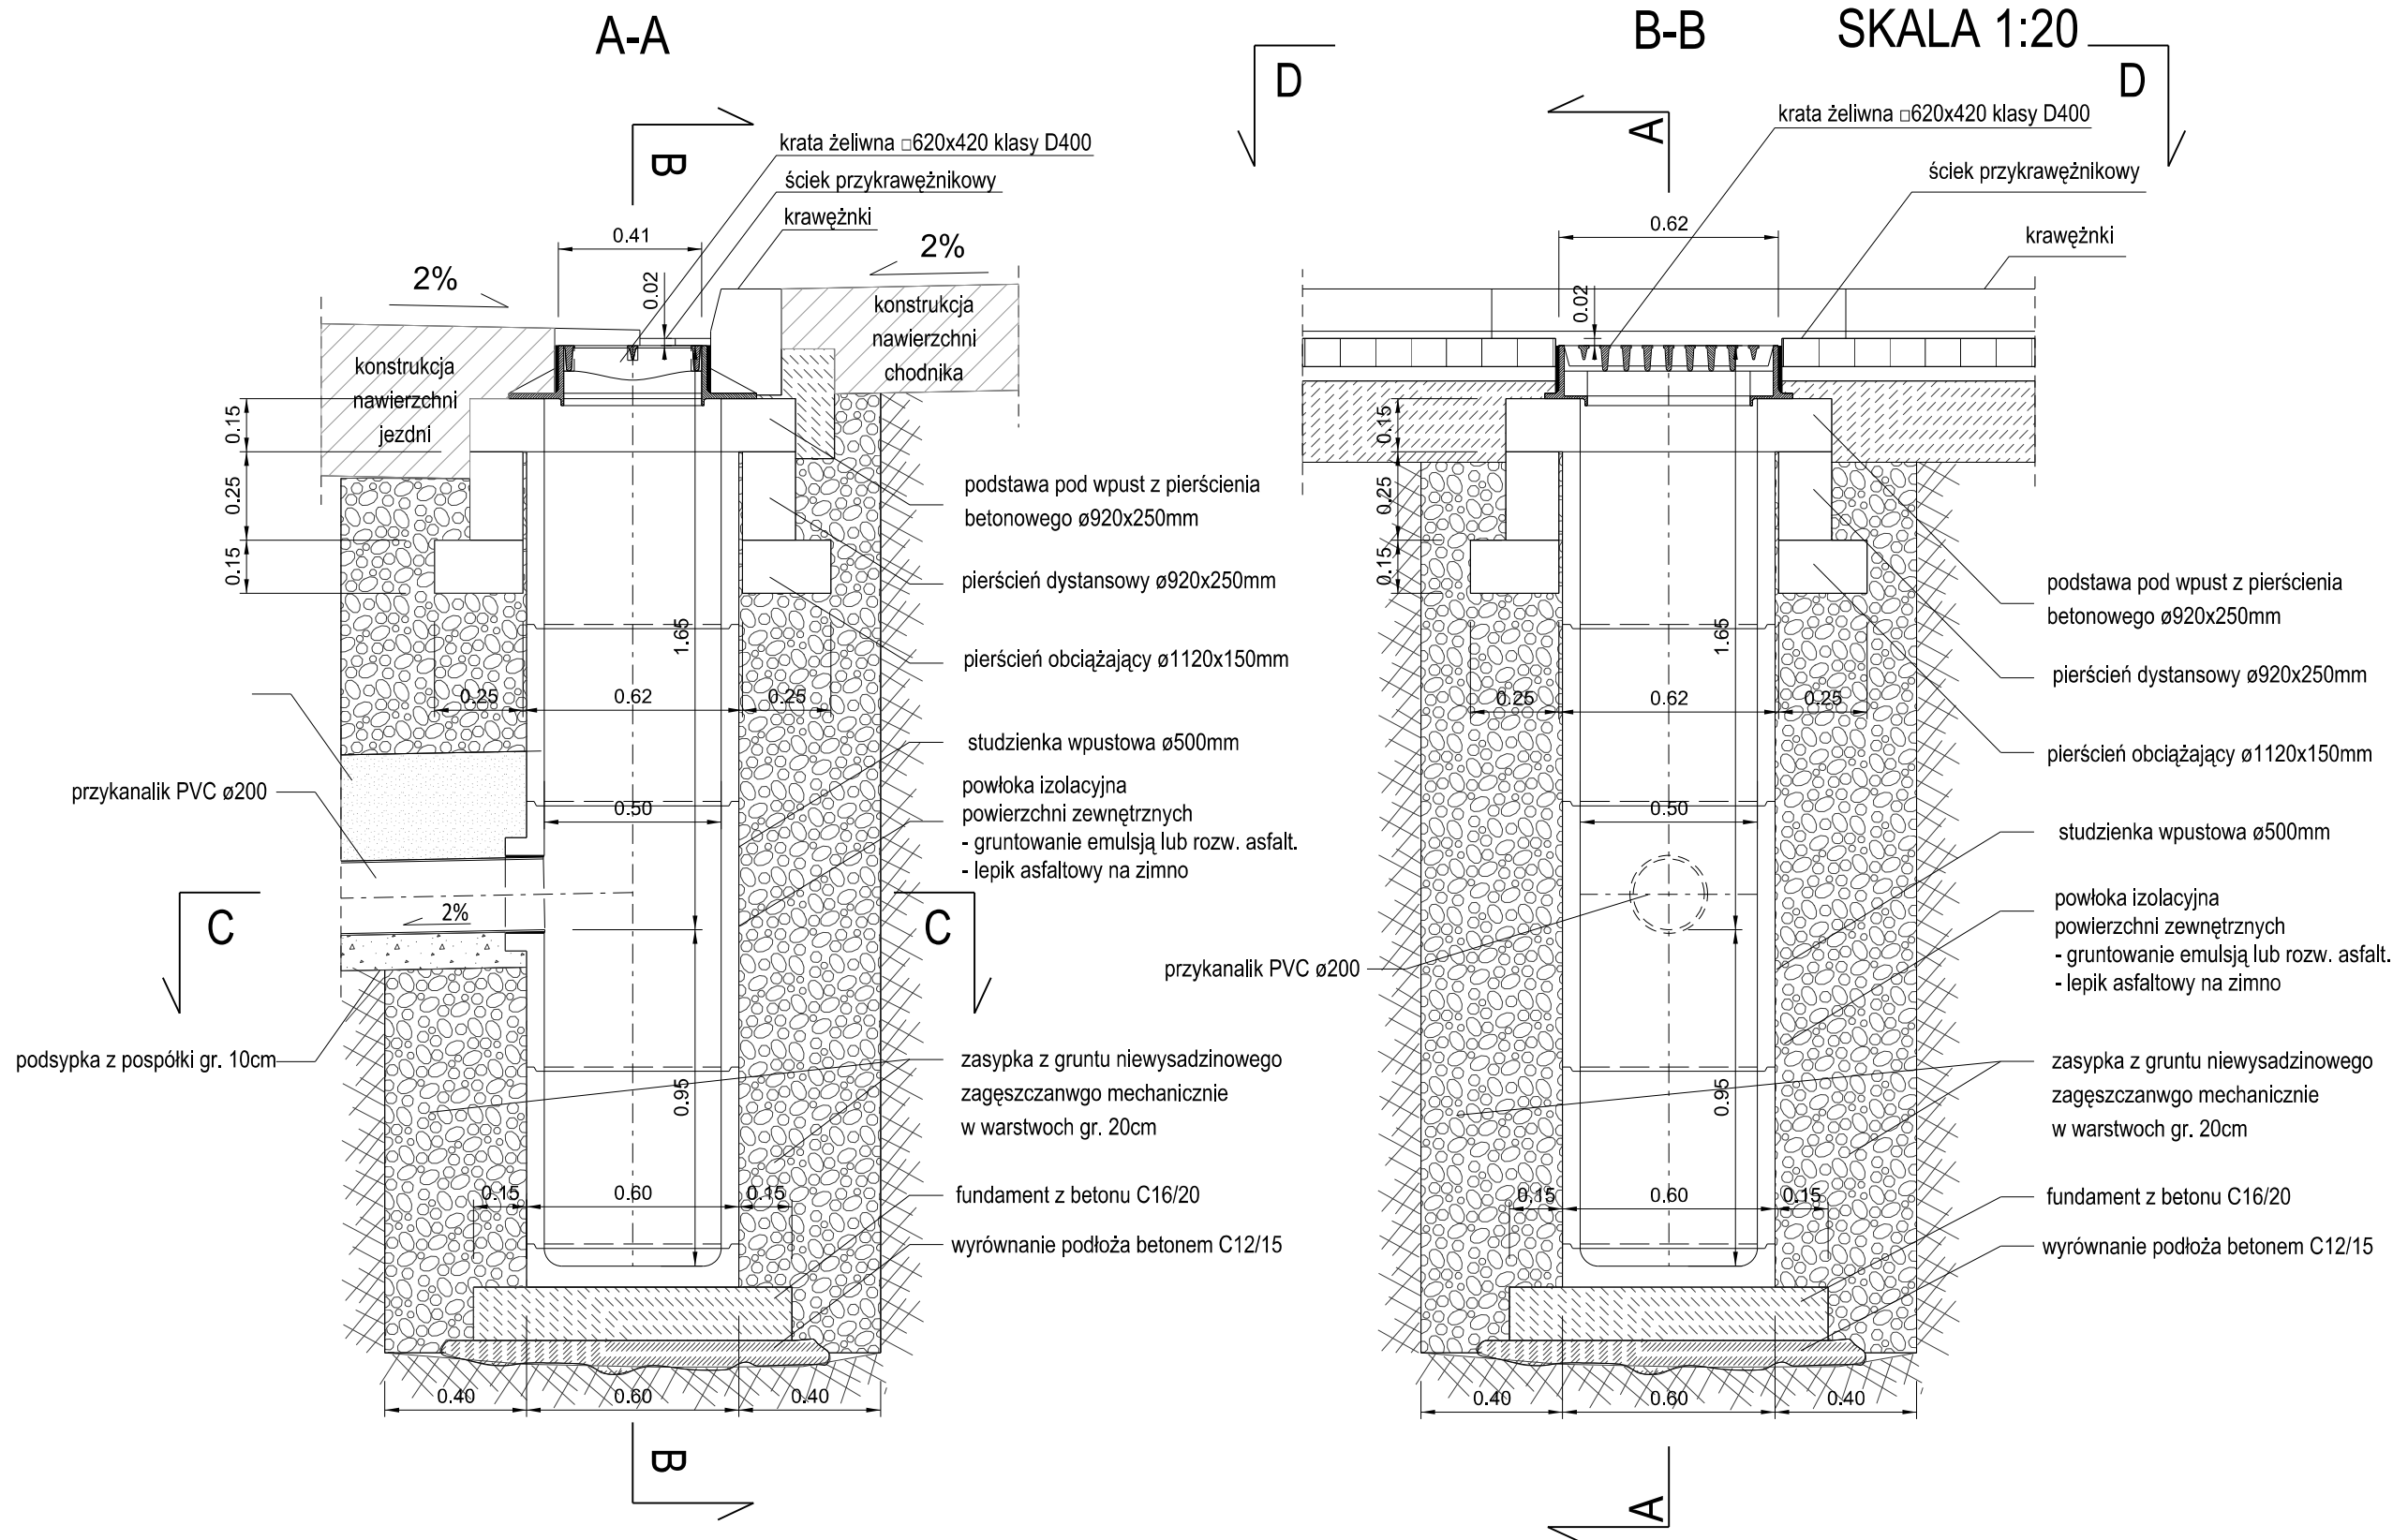 A-A
B
krata żeliwna □620x420 klasy D400
ściek przykrawężnikowy
krawężnki
0.41
2%
2%
0.02
konstrukcja
nawierzchni
jezdni
konstrukcja
nawierzchni
chodnika
0.15
0.25
0.15
podstawa pod wpust z pierścienia
betonowego ø920x250mm
pierścień dystansowy ø920x250mm
1.65
pierścień obciążający ø1120x150mm
0.25
0.62
0.25
studzienka wpustowa ø500mm
przykanalik PVC ø200
0.50
powłoka izolacyjna
powierzchni zewnętrznych
- gruntowanie emulsją lub rozw. asfalt.
- lepik asfaltowy na zimno
C
2%
C
podsypka z pospółki gr. 10cm
0.95
zasypka z gruntu niewysadzinowego
zagęszczanwgo mechanicznie
w warstwoch gr. 20cm
0.15
0.60
0.15
fundament z betonu C16/20
wyrównanie podłoża betonem C12/15
0.40
0.60
0.40
B
B-B
SKALA 1:20
D
D
A
krata żeliwna □620x420 klasy D400
ściek przykrawężnikowy
0.62
krawężnki
0.02
0.15
0.25
0.15
podstawa pod wpust z pierścienia
betonowego ø920x250mm
1.65
pierścień dystansowy ø920x250mm
0.25
0.62
0.25
pierścień obciążający ø1120x150mm
0.50
studzienka wpustowa ø500mm
powłoka izolacyjna
powierzchni zewnętrznych
- gruntowanie emulsją lub rozw. asfalt.
- lepik asfaltowy na zimno
przykanalik PVC ø200
0.95
zasypka z gruntu niewysadzinowego
zagęszczanwgo mechanicznie
w warstwoch gr. 20cm
0.15
0.60
0.15
fundament z betonu C16/20
wyrównanie podłoża betonem C12/15
0.40
0.60
0.40
A